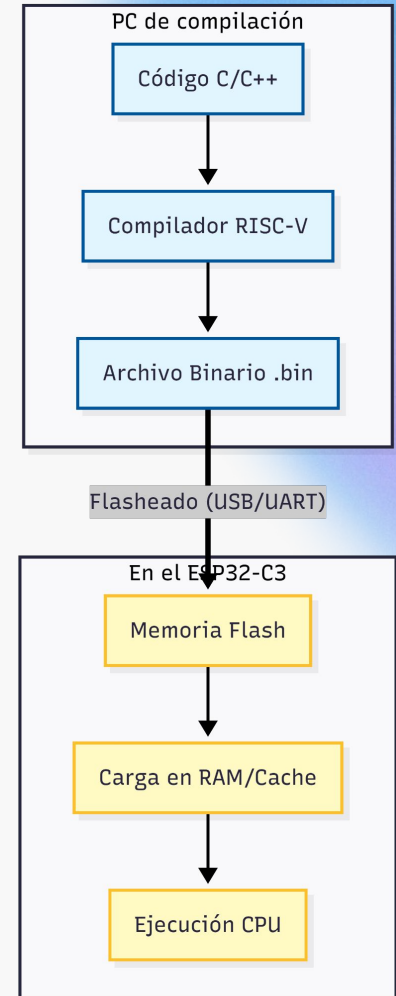 PC de compilación
Código C/C++
Compilador RISC-V
Archivo Binario .bin
Flasheado (USB/UART)
En el ESP32-C3
Memoria Flash
Carga en RAM/Cache
Ejecución CPU